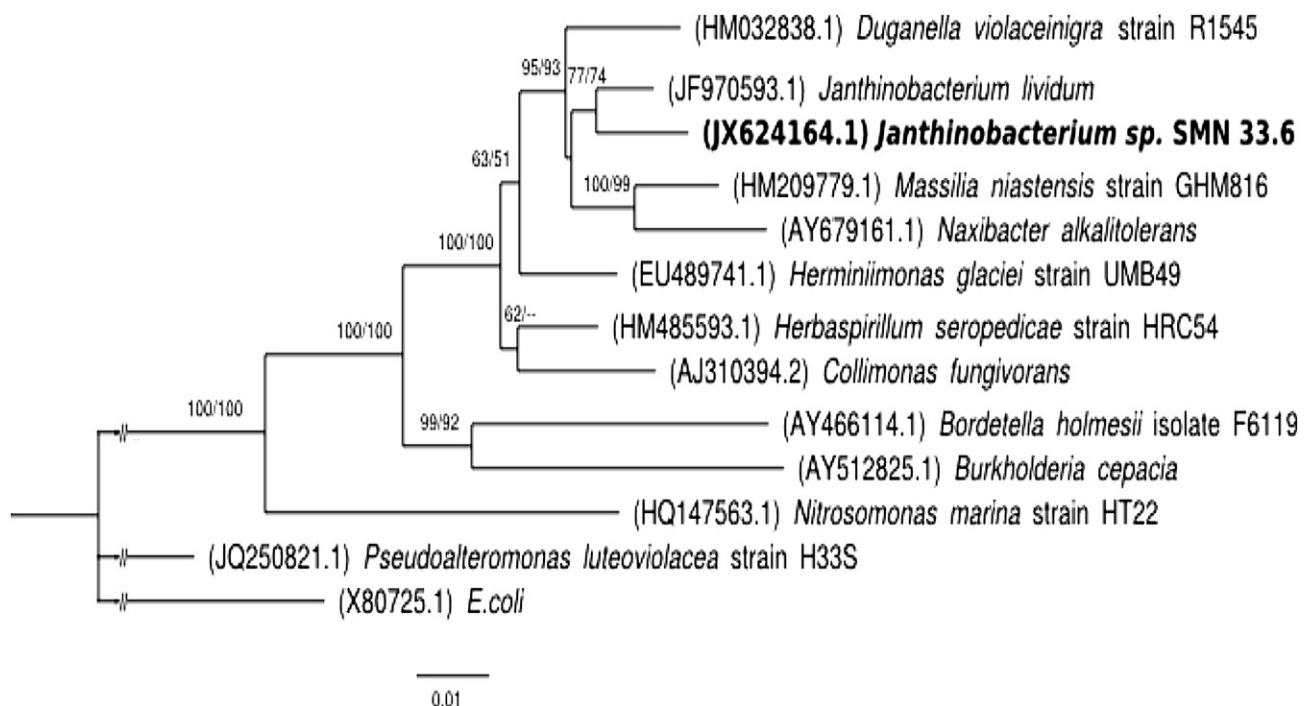 (HM032838.1) Duganella violaceinigra strain R1545
95/93
77/74
(JF970593.1) Janthinobacterium lividum
(JX624164.1) Janthinobacterium sp. SMN 33.6
63/51
100/99
(HM209779.1) Massilia niastensis strain GHM816
(AY679161.1) Naxibacter alkalitolerans
100/100
(EU489741.1) Herminiimonas glaciei strain UMB49
62/--
(HM485593.1) Herbaspirillum seropedicae strain HRC54
100/100
(AJ310394.2) Collimonas fungivorans
100/100
99/92
(AY466114.1) Bordetella holmesii isolate F6119
(AY512825.1) Burkholderia cepacia
(HQ147563.1) Nitrosomonas marina strain HT22
(JQ250821.1) Pseudoalteromonas luteoviolacea strain H33S
(X80725.1) E.coli
0.01